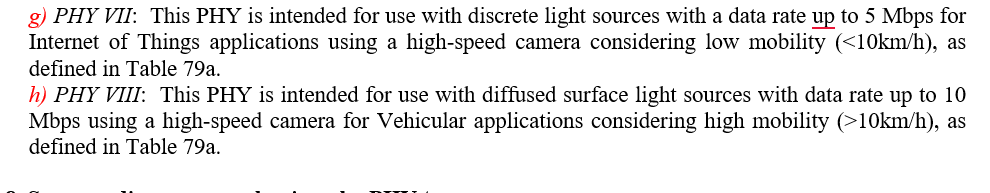 g) PHY VII: This PHY is intended for use with discrete light sources with a data rate up to 5 Mbps for
Internet of Things applications using a high-speed camera considering low mobility (<10km/h), as
defined in Table 79a.
h) PHY VIII: This PHY is intended for use with diffused surface light sources with data rate up to 10
Mbps using a high-speed camera for Vehicular applications considering high mobility (>10km/h), as
defined in Table 79a.